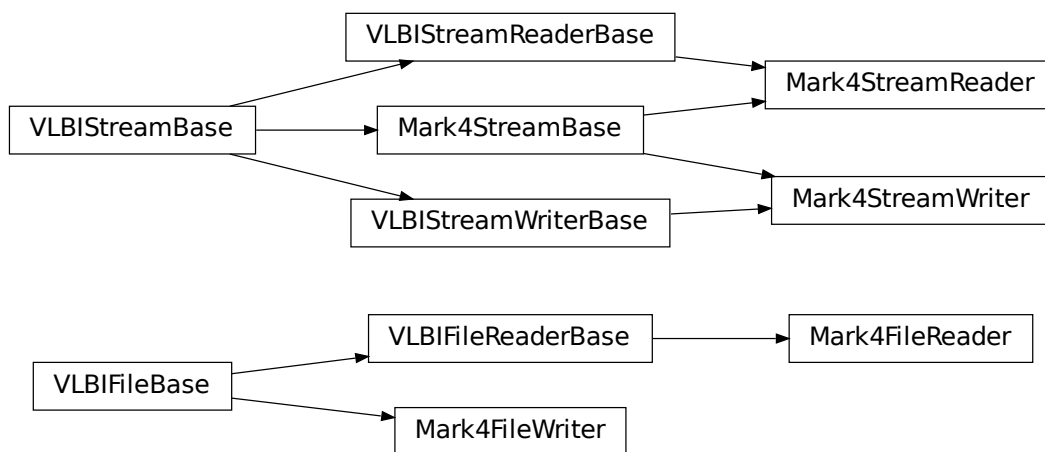 VLBIStreamReaderBase
Mark4StreamReader
VLBIStreamBase
Mark4StreamBase
Mark4StreamWriter
VLBIStreamWriterBase
VLBIFileReaderBase
Mark4FileReader
VLBIFileBase
Mark4FileWriter